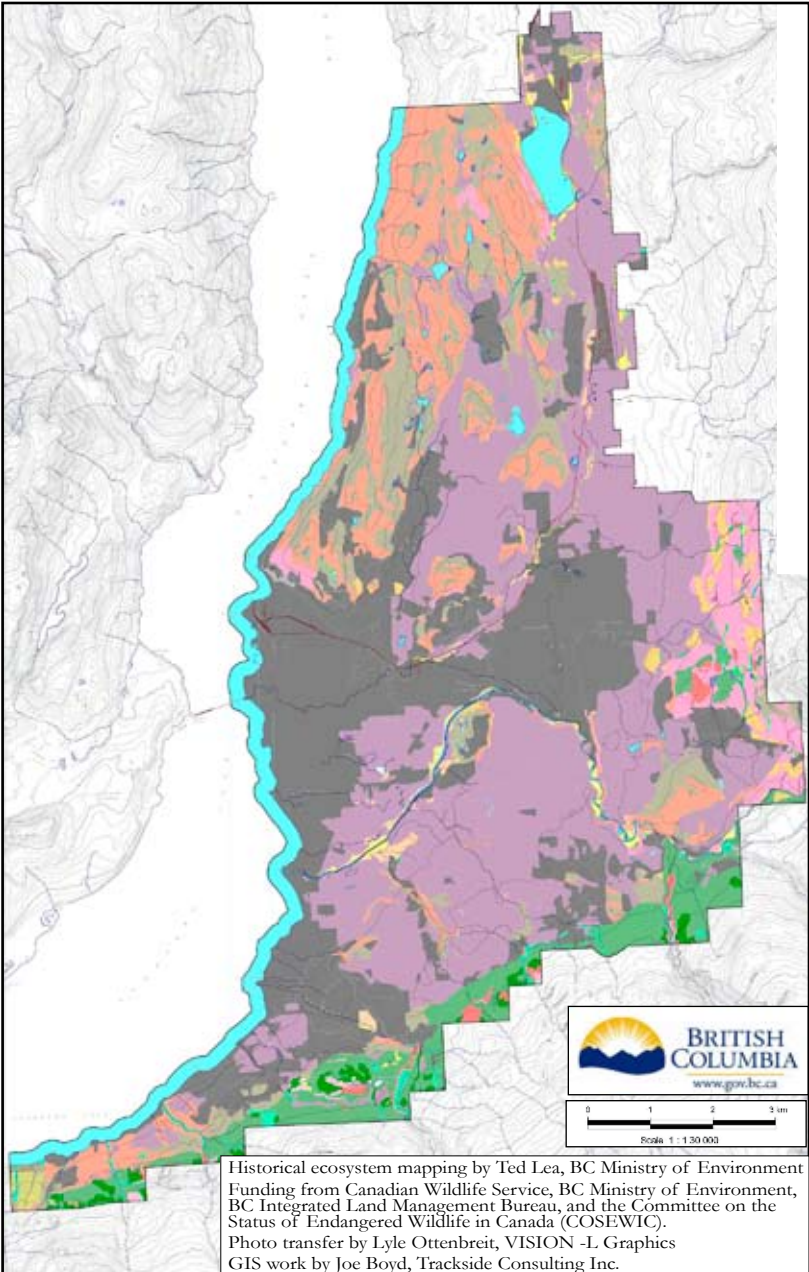 BRITISH
COLUMBIA
www.gov.bc.ca
0 1 2 3 km
Scale 1 : 130 000
Historical ecosystem mapping by Ted Lea, BC Ministry of Environment
Funding from Canadian Wildlife Service, BC Ministry of Environment,
BC Integrated Land Management Bureau, and the Committee on the
Status of Endangered Wildlife in Canada (COSEWIC).
Photo transfer by Lyle Ottenbreit, VISION -L Graphics
GIS work by Joe Boyd, Trackside Consulting Inc.